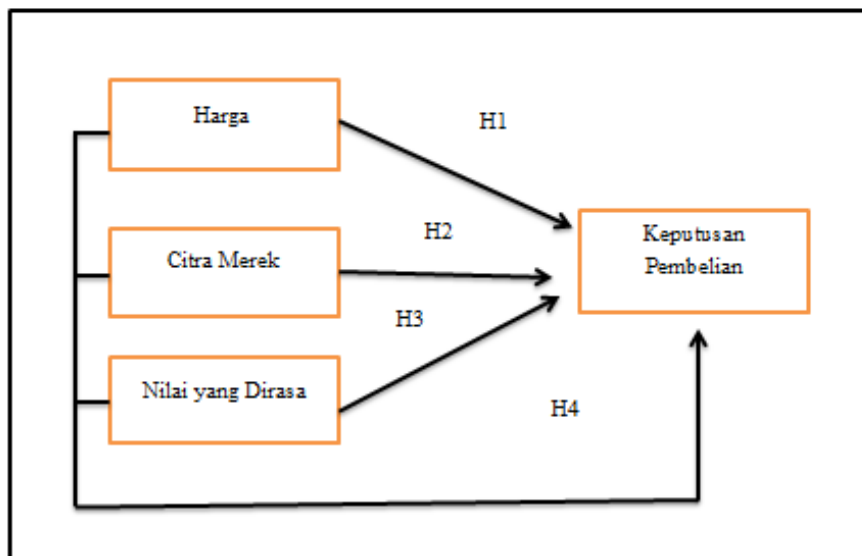 Harga
H1
H2
Keputusan
Pembelian
Citra Merek
H3
Nilai yang Dirasa
H4